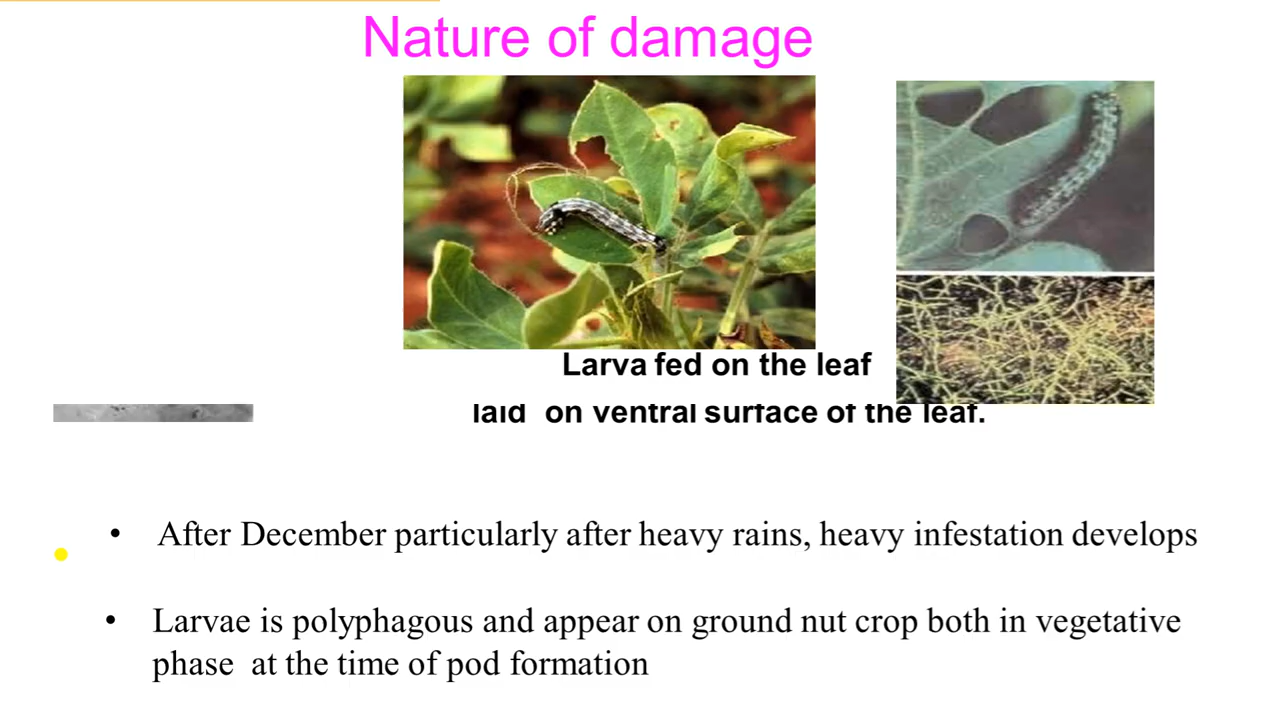 Nature of damage
Larva fed on the leaf
laid on ventral surface of the leaf.
• After December particularly after heavy rains, heavy infestation develops
• Larvae is polyphagous and appear on ground nut crop both in vegetative
phase at the time of pod formation